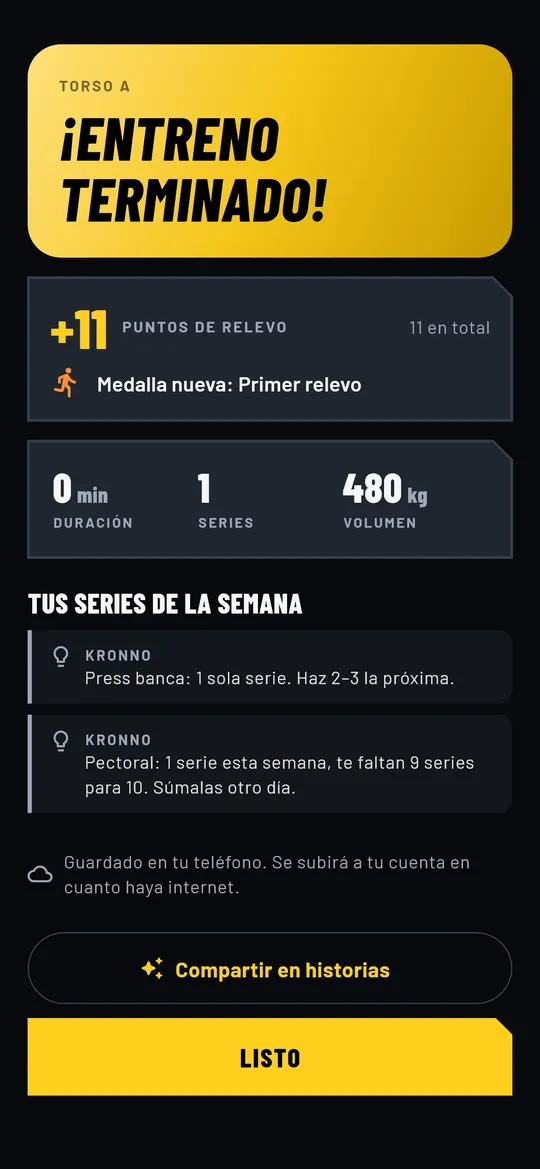 TORSO A
¡ENTRENO
TERMINADO!
+11 PUNTOS DE RELEVO 11 en total
Medalla nueva: Primer relevo
0 min 1 480 kg
DURACIÓN SERIES VOLUMEN
TUS SERIES DE LA SEMANA
KRONNO
Press banca: 1 sola serie. Haz 2–3 la próxima.
KRONNO
Pectoral: 1 serie esta semana, te faltan 9 series
para 10. Súmalas otro día.
Guardado en tu teléfono. Se subirá a tu cuenta en
cuanto haya internet.
Compartir en historias
LISTO